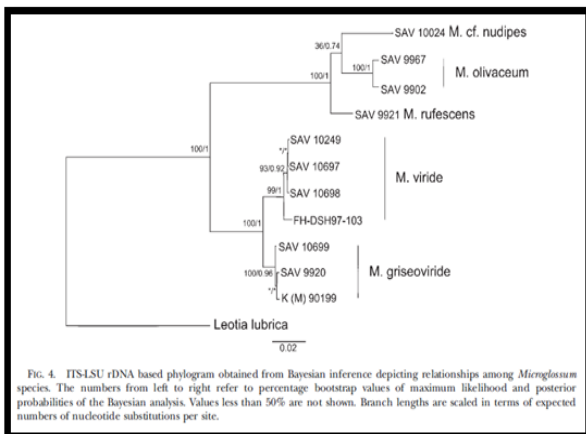 SAV 10024 M. cf. nudipes
36/0.74
SAV 9967
100/1
M. olivaceum
100/1
SAV 9902
SAV 9921 M. rufescens
100/1
SAV 10249
*/*
93/0.92
SAV 10697
M. viride
99/1
SAV 10698
FH-DSH97-103
100/1
SAV 10699
100/0.96
SAV 9920
M. griseoviride
*/*
K (M) 90199
Leotia lubrica
0.02
FIG. 4. ITS-LSU rDNA based phylogram obtained from Bayesian inference depicting relationships among Microglossum
species. The numbers from left to right refer to percentage bootstrap values of maximum likelihood and posterior
probabilities of the Bayesian analysis. Values less than 50% are not shown. Branch lengths are scaled in terms of expected
numbers of nucleotide substitutions per site.